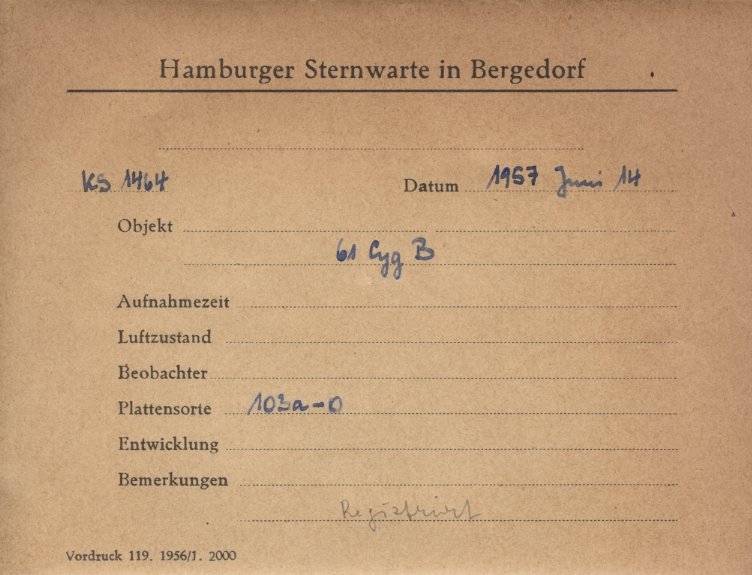 Hamburger Sternwarte in Bergedorf
KS 1464 Datum 1957 Juni 14
Objekt
61 Cyg B
Aufnahmezeit
Luftzustand
Beobachter
Plattensorte 103a-O
Entwicklung
Bemerkungen
Registriert
Vordruck 119. 1956/1. 2000